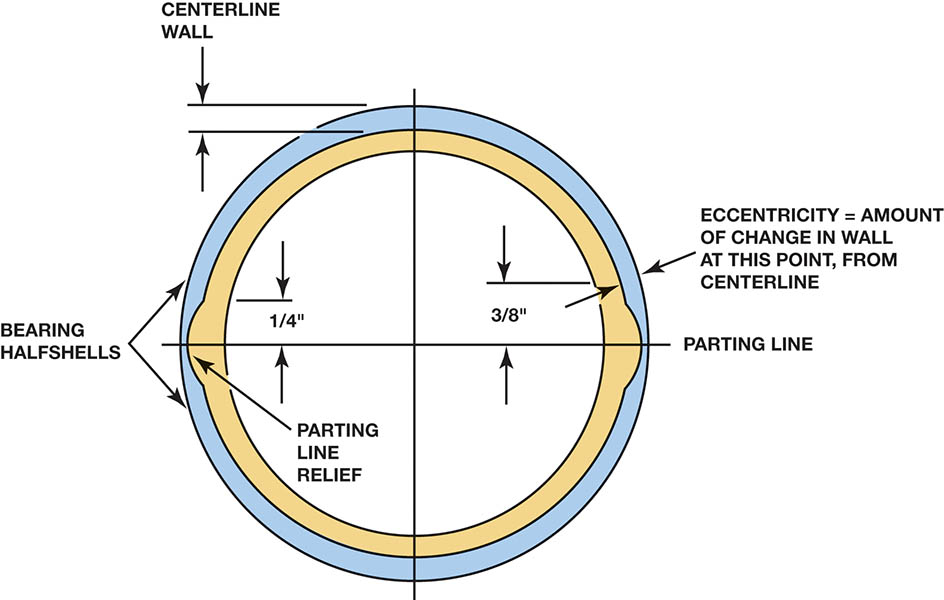 CENTERLINE
WALL
ECCENTRICITY = AMOUNT
OF CHANGE IN WALL
AT THIS POINT, FROM
CENTERLINE
1/4"
3/8"
BEARING
HALFSHELLS
PARTING LINE
PARTING
LINE
RELIEF